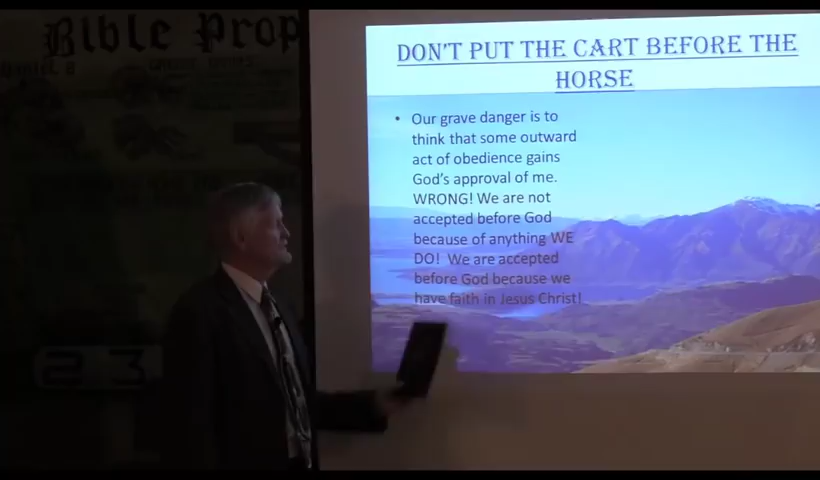 Bible Prop
Daniel 8
DON'T PUT THE CART BEFORE THE
HORSE
• Our grave danger is to
think that some outward
act of obedience gains
God's approval of me.
WRONG! We are not
accepted before God
because of anything WE
DO! We are accepted
before God because we
have faith in Jesus Christ!